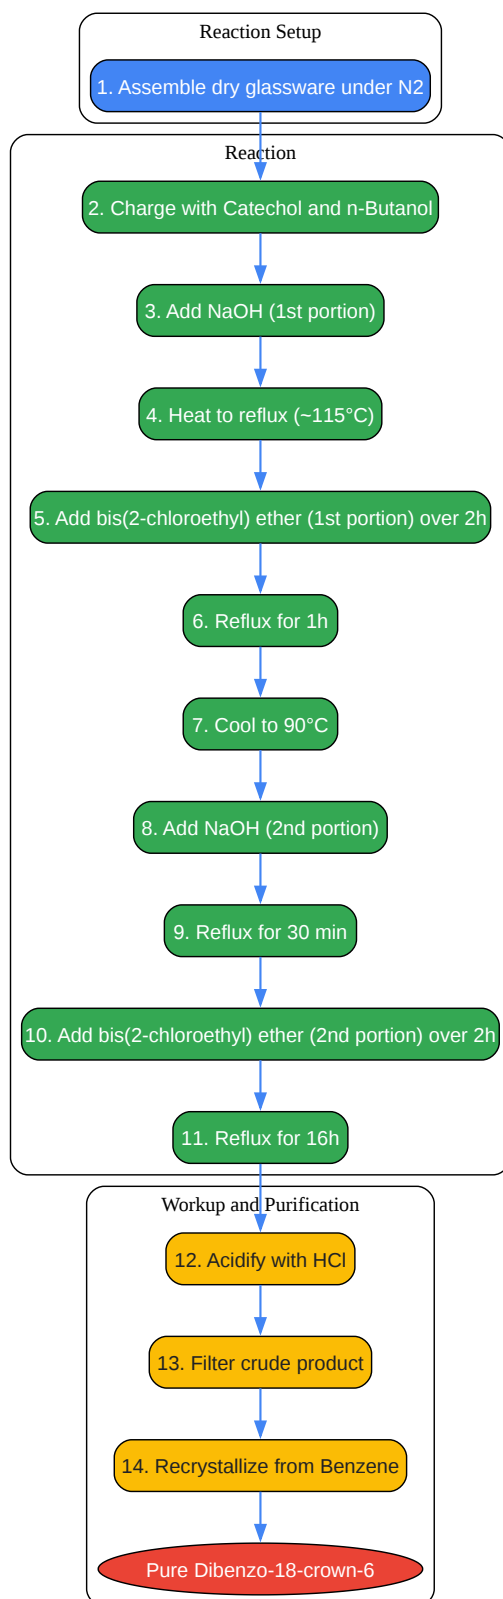 Reaction Setup
1. Assemble dry glassware under N2
Reaction
2. Charge with Catechol and n-Butanol
3. Add NaOH (1st portion)
4. Heat to reflux (~115°C)
5. Add bis(2-chloroethyl) ether (1st portion) over 2h
6. Reflux for 1h
7. Cool to 90°C
8. Add NaOH (2nd portion)
9. Reflux for 30 min
10. Add bis(2-chloroethyl) ether (2nd portion) over 2h
11. Reflux for 16h
Workup and Purification
12. Acidify with HCl
13. Filter crude product
14. Recrystallize from Benzene
Pure Dibenzo-18-crown-6